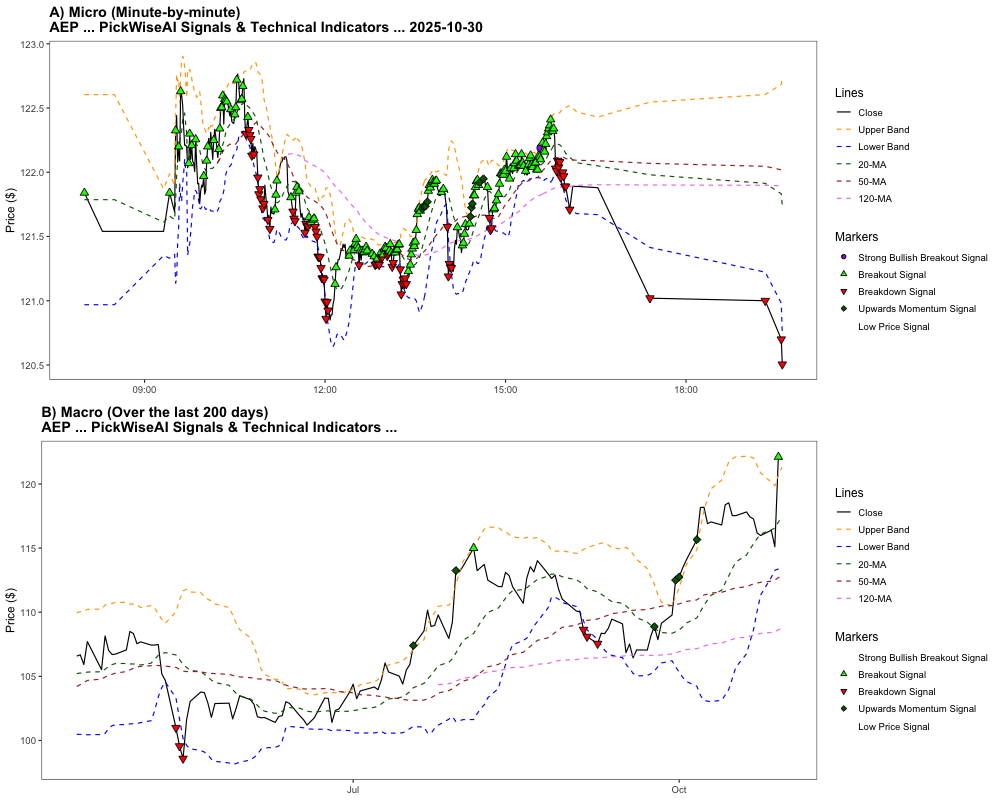 A) Micro (Minute-by-minute)
AEP ... PickWiseAI Signals & Technical Indicators ... 2025-10-30
123.0
122.5
122.0
121.5
121.0
120.5
Price ($)
09:00
12:00
15:00
18:00
Lines
Close
Upper Band
Lower Band
20-MA
50-MA
120-MA
Markers
Strong Bullish Breakout Signal
Breakout Signal
Breakdown Signal
Upwards Momentum Signal
Low Price Signal
B) Macro (Over the last 200 days)
AEP ... PickWiseAI Signals & Technical Indicators ...
120
115
110
105
100
Price ($)
Jul
Oct
Lines
Close
Upper Band
Lower Band
20-MA
50-MA
120-MA
Markers
Strong Bullish Breakout Signal
Breakout Signal
Breakdown Signal
Upwards Momentum Signal
Low Price Signal